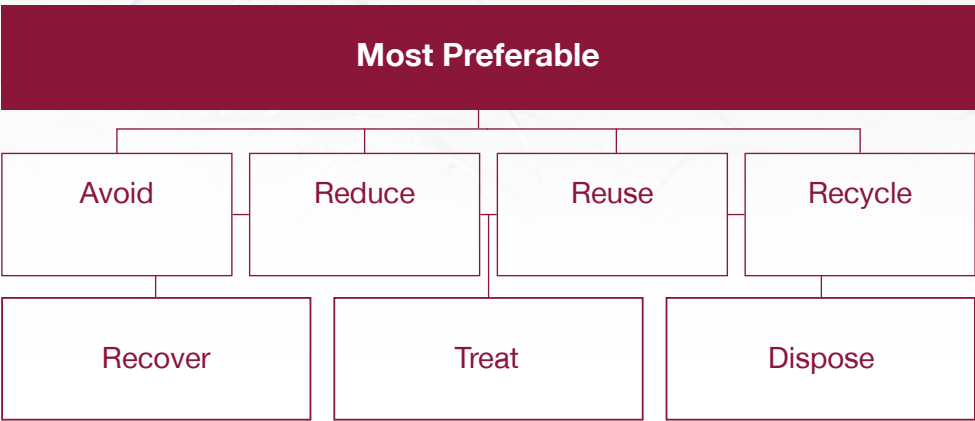 Most Preferable
Avoid
Reduce
Reuse
Recycle
Recover
Treat
Dispose